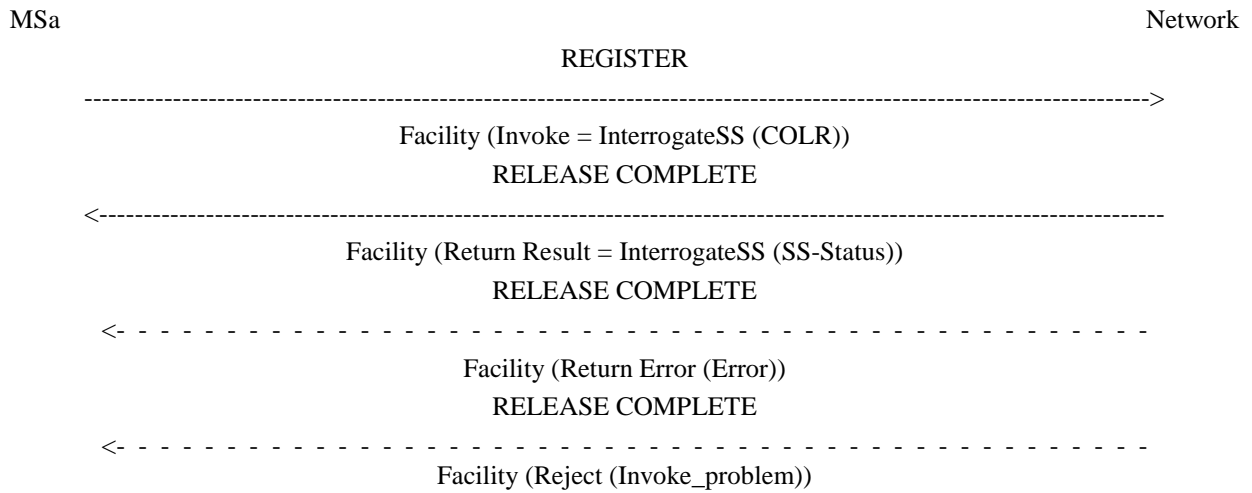 MSa Network
REGISTER
------------------------------------------------------------------------------------------------------------------------>
Facility (Invoke = InterrogateSS (COLR))
RELEASE COMPLETE
<------------------------------------------------------------------------------------------------------------------------
Facility (Return Result = InterrogateSS (SS-Status))
RELEASE COMPLETE
<- - - - - - - - - - - - - - - - - - - - - - - - - - - - - - - - - - - - - -
Facility (Return Error (Error))
RELEASE COMPLETE
<- - - - - - - - - - - - - - - - - - - - - - - - - - - - - - - - - - - - - -
Facility (Reject (Invoke_problem))